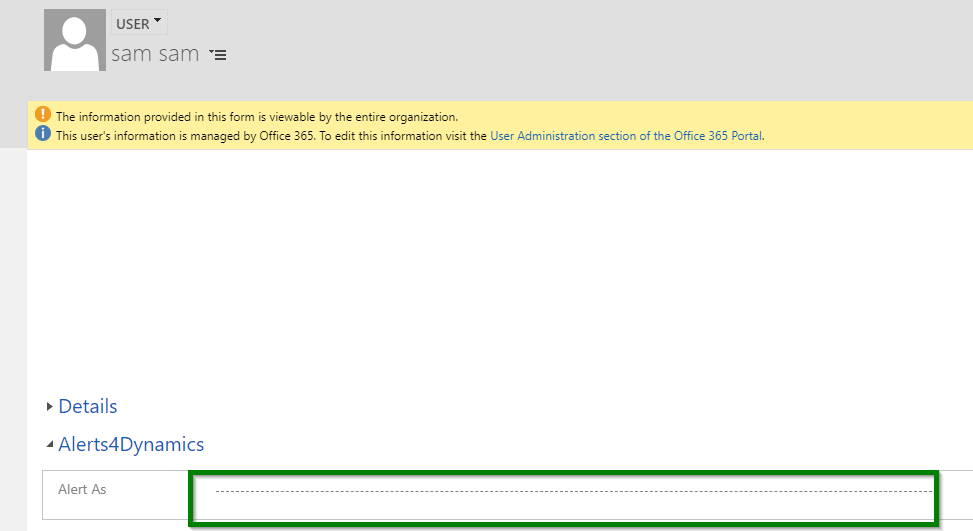 USER
sam sam
The information provided in this form is viewable by the entire organization.
This user's information is managed by Office 365. To edit this information visit the User Administration section of the Office 365 Portal.
Details
Alerts4Dynamics
Alert As